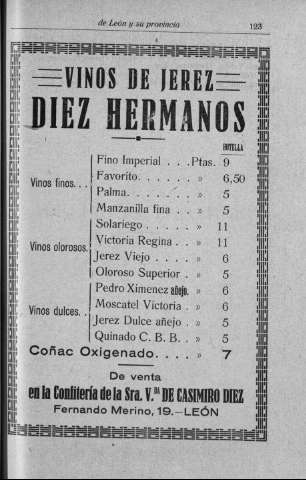 de León y su provincia 123
VINOS DE JEREZ
DIEZ HERMANOS
BOTELLA
Vinos finos. . .
Fino Imperial . . . Ptas. 9
Favorito. . . . . . » 6,50
Palma. . . . . . . » 5
Manzanilla fina . . » 5
Vinos olorosos.
Solariego . . . . . » 11
Victoria Regina . . » 11
Jerez Viejo . . . . » 6
Oloroso Superior . » 5
Vinos dulces. . .
Pedro Ximenez añejo. » 6
Moscatel Victoria . » 6
Jerez Dulce añejo . » 5
Quinado C. B. B. . » 5
Coñac Oxigenado. . . . » 7
De venta
en la Confitería de la Sra. V.da DE CASIMIRO DIEZ
Fernando Merino, 19.—LEÓN